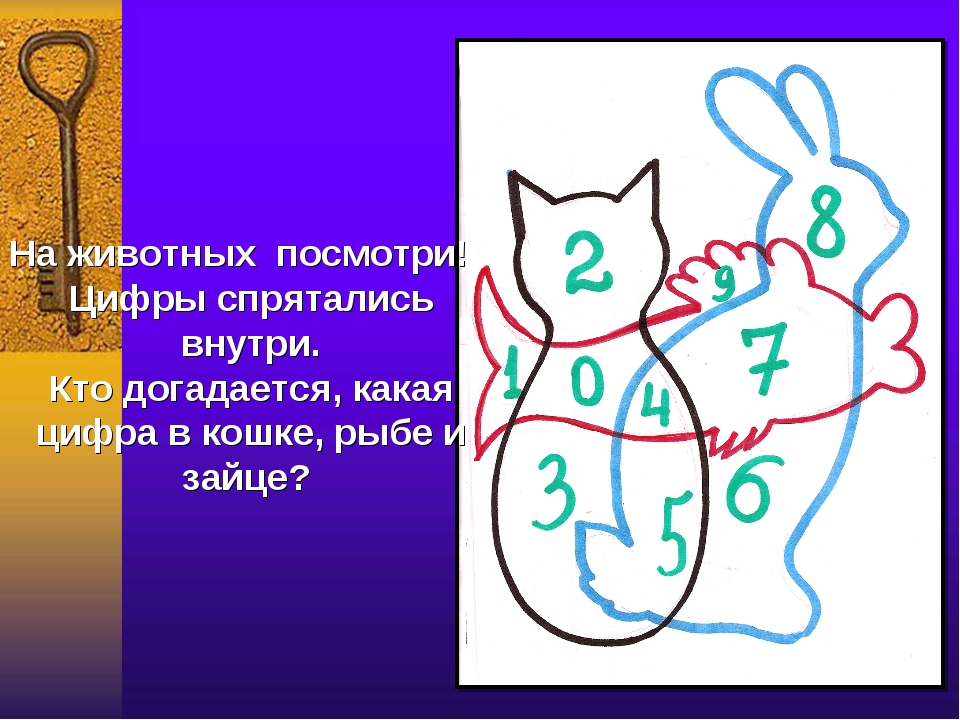 На животных посмотри!
Цифры спрятались
внутри.
Кто догадается, какая
цифра в кошке, рыбе и
зайце?
8
2
9
7
1 0 4
3 5 6